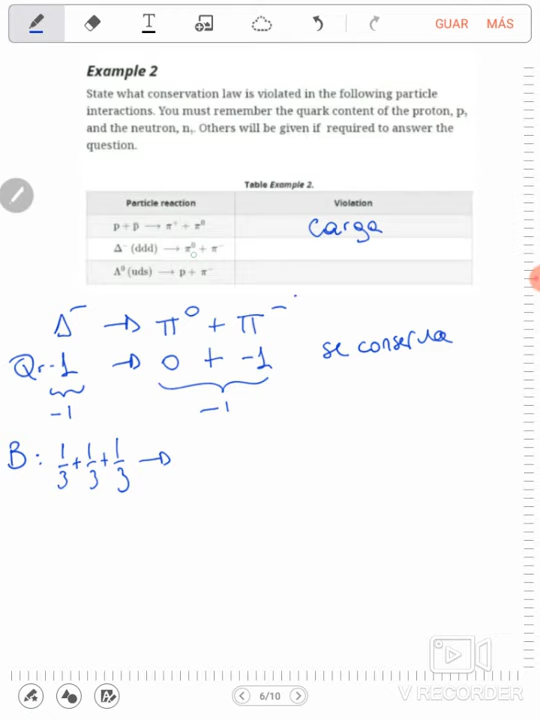 GUAR MÁS
Example 2
State what conservation law is violated in the following particle
interactions. You must remember the quark content of the proton, p,
and the neutron, n,. Others will be given if required to answer the
question.
Table Example 2.
Particle reaction Violation
p + p → π⁺ + π⁰ Carga
Δ⁻ (ddd) → π⁰ + π⁻
Λ⁰ (uds) → p + π⁻
Δ⁻ → π⁰ + π⁻
Q: -1 → 0 + -1 se conserva
-1 -1
B: 1/3 + 1/3 + 1/3 →
6/10
V RECORDER